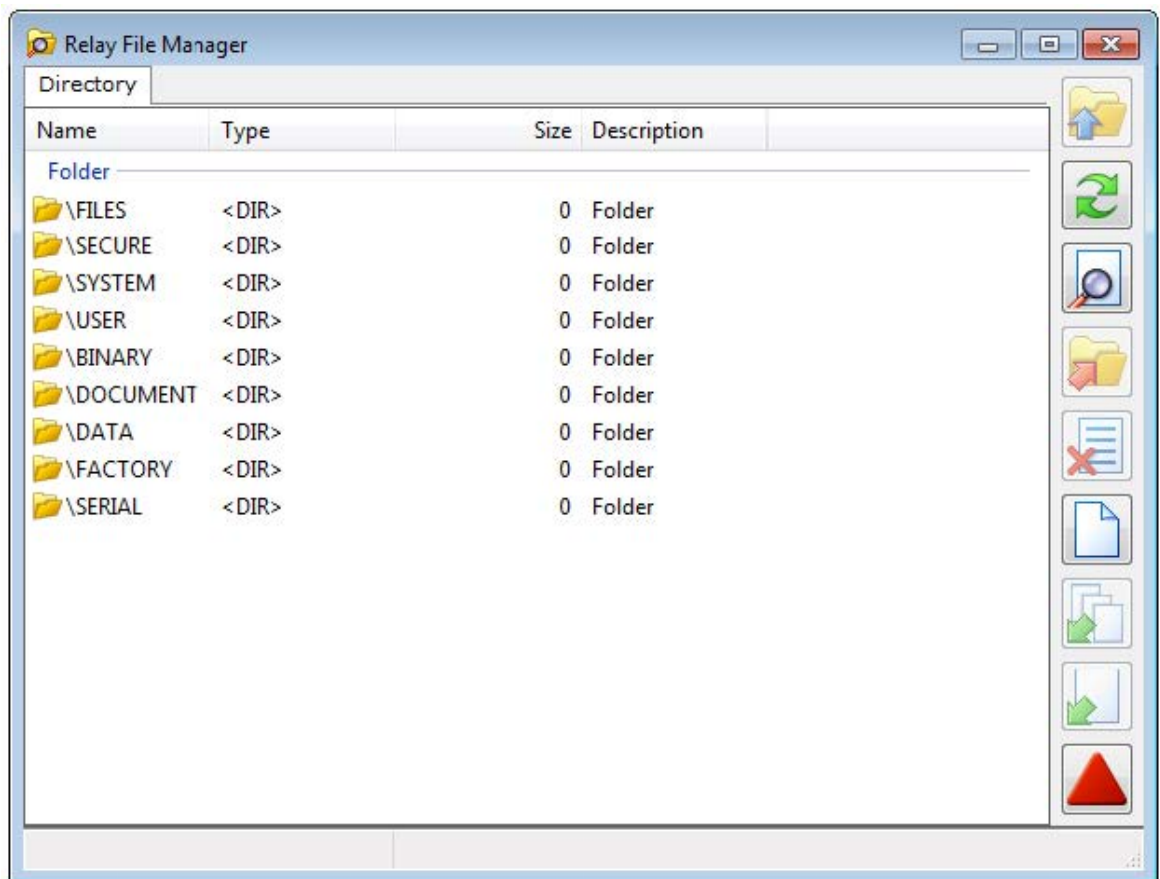 Relay File Manager
Directory
Name Type Size Description
Folder
\FILES <DIR> 0 Folder
\SECURE <DIR> 0 Folder
\SYSTEM <DIR> 0 Folder
\USER <DIR> 0 Folder
\BINARY <DIR> 0 Folder
\DOCUMENT <DIR> 0 Folder
\DATA <DIR> 0 Folder
\FACTORY <DIR> 0 Folder
\SERIAL <DIR> 0 Folder